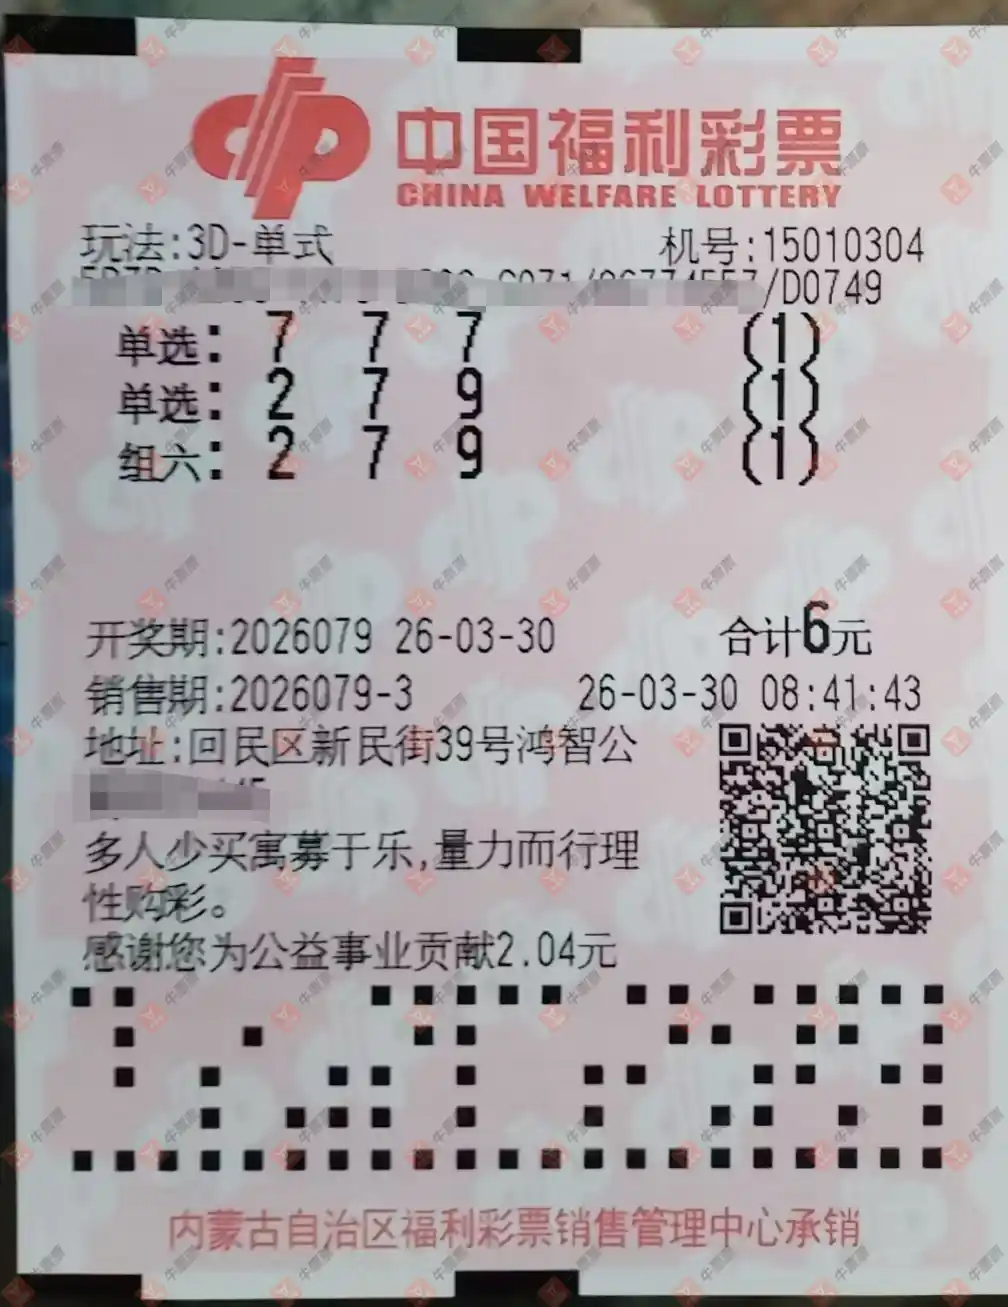 中国福利彩票
CHINA WELFARE LOTTERY
玩法:3D-单式 机号:15010304
/D0749
单选: 7 7 7 (1)
单选: 2 7 9 (1)
组六: 2 7 9 (1)
开奖期:2026079 26-03-30 合计6元
销售期:2026079-3 26-03-30 08:41:43
地址:回民区新民街39号鸿智公
多人少买寓募于乐,量力而行理
性购彩。
感谢您为公益事业贡献2.04元
内蒙古自治区福利彩票销售管理中心承销
牛票票